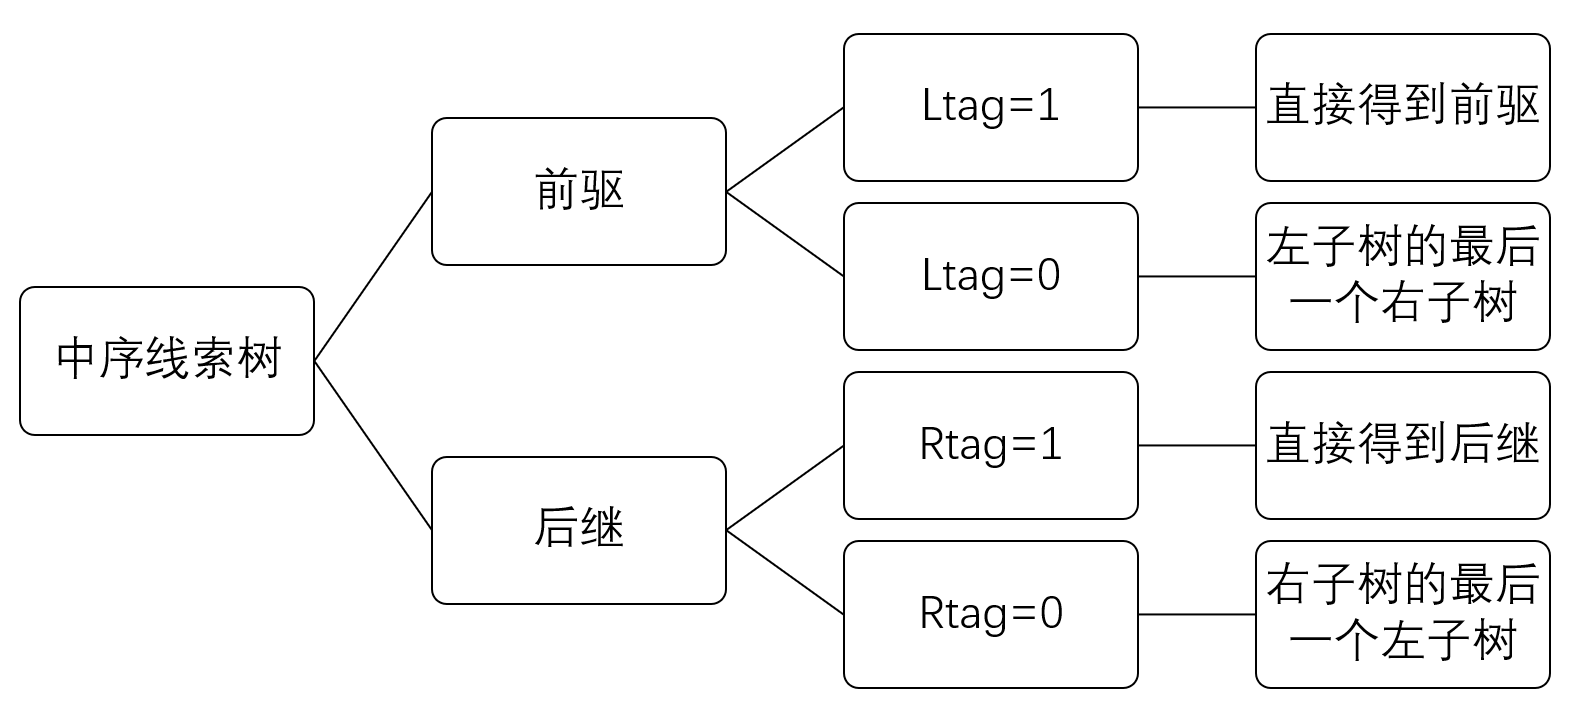 中序线索树
前驱
Ltag=1
直接得到前驱
Ltag=0
左子树的最后
一个右子树
后继
Rtag=1
直接得到后继
Rtag=0
右子树的最后
一个左子树